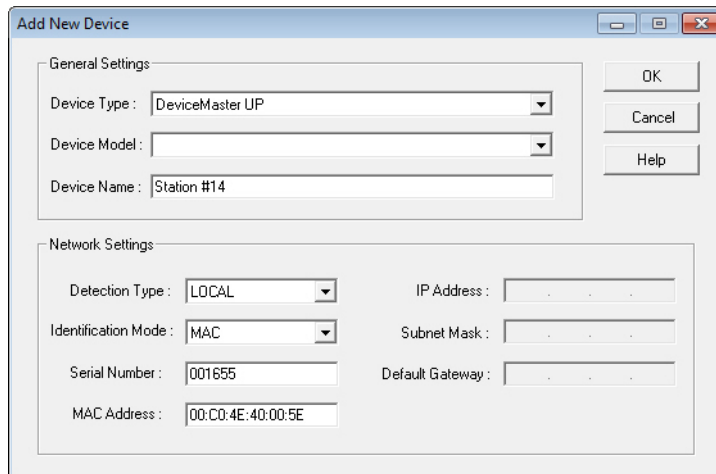 Add New Device
General Settings
Device Type : DeviceMaster UP
Device Model :
Device Name : Station #14
OK
Cancel
Help
Network Settings
Detection Type : LOCAL
Identification Mode : MAC
Serial Number : 001655
MAC Address : 00:C0:4E:40:00:5E
IP Address : . . .
Subnet Mask : . . .
Default Gateway : . . .